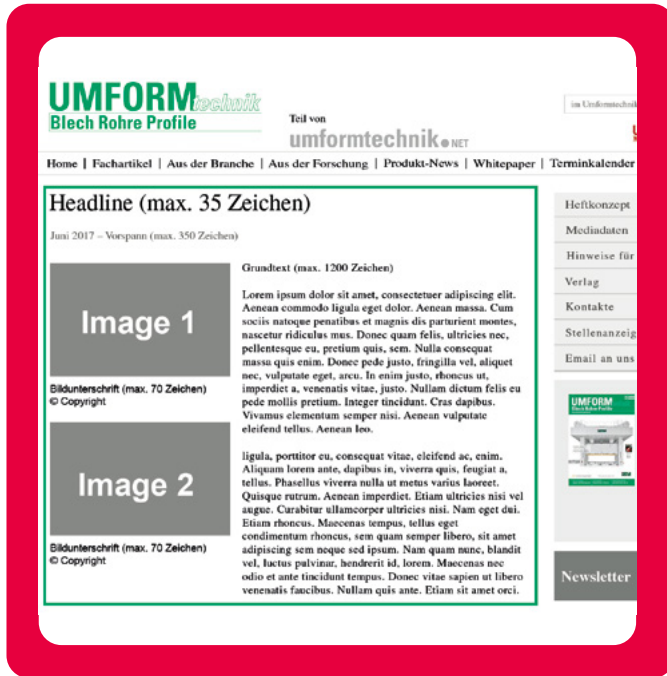 UMFORMtechnik
Blech Rohre Profile
Teil von
umformtechnik.NET
im Umformtechnik
Home | Fachartikel | Aus der Branche | Aus der Forschung | Produkt-News | Whitepaper | Terminkalender
Headline (max. 35 Zeichen)
Juni 2017 – Vorspann (max. 350 Zeichen)
Image 1
Bildunterschrift (max. 70 Zeichen)
© Copyright
Image 2
Bildunterschrift (max. 70 Zeichen)
© Copyright
Grundtext (max. 1200 Zeichen)
Lorem ipsum dolor sit amet, consectetuer adipiscing elit.
Aenean commodo ligula eget dolor. Aenean massa. Cum
sociis natoque penatibus et magnis dis parturient montes,
nascetur ridiculus mus. Donec quam felis, ultricies nec,
pellentesque eu, pretium quis, sem. Nulla consequat
massa quis enim. Donec pede justo, fringilla vel, aliquet
nec, vulputate eget, arcu. In enim justo, rhoncus ut,
imperdiet a, venenatis vitae, justo. Nullam dictum felis eu
pede mollis pretium. Integer tincidunt. Cras dapibus.
Vivamus elementum semper nisi. Aenean vulputate
eleifend tellus. Aenean leo.
ligula, porttitor eu, consequat vitae, eleifend ac, enim.
Aliquam lorem ante, dapibus in, viverra quis, feugiat a,
tellus. Phasellus viverra nulla ut metus varius laoreet.
Quisque rutrum. Aenean imperdiet. Etiam ultricies nisi vel
augue. Curabitur ullamcorper ultricies nisi. Nam eget dui.
Etiam rhoncus. Maecenas tempus, tellus eget
condimentum rhoncus, sem quam semper libero, sit amet
adipiscing sem neque sed ipsum. Nam quam nunc, blandit
vel, luctus pulvinar, hendrerit id, lorem. Maecenas nec
odio et ante tincidunt tempus. Donec vitae sapien ut libero
venenatis faucibus. Nullam quis ante. Etiam sit amet orci.
Heftkonzept
Mediadaten
Hinweise für
Verlag
Kontakte
Stellenanzeig
Email an uns
UMFORM
Blech Rohre Profile
Newsletter